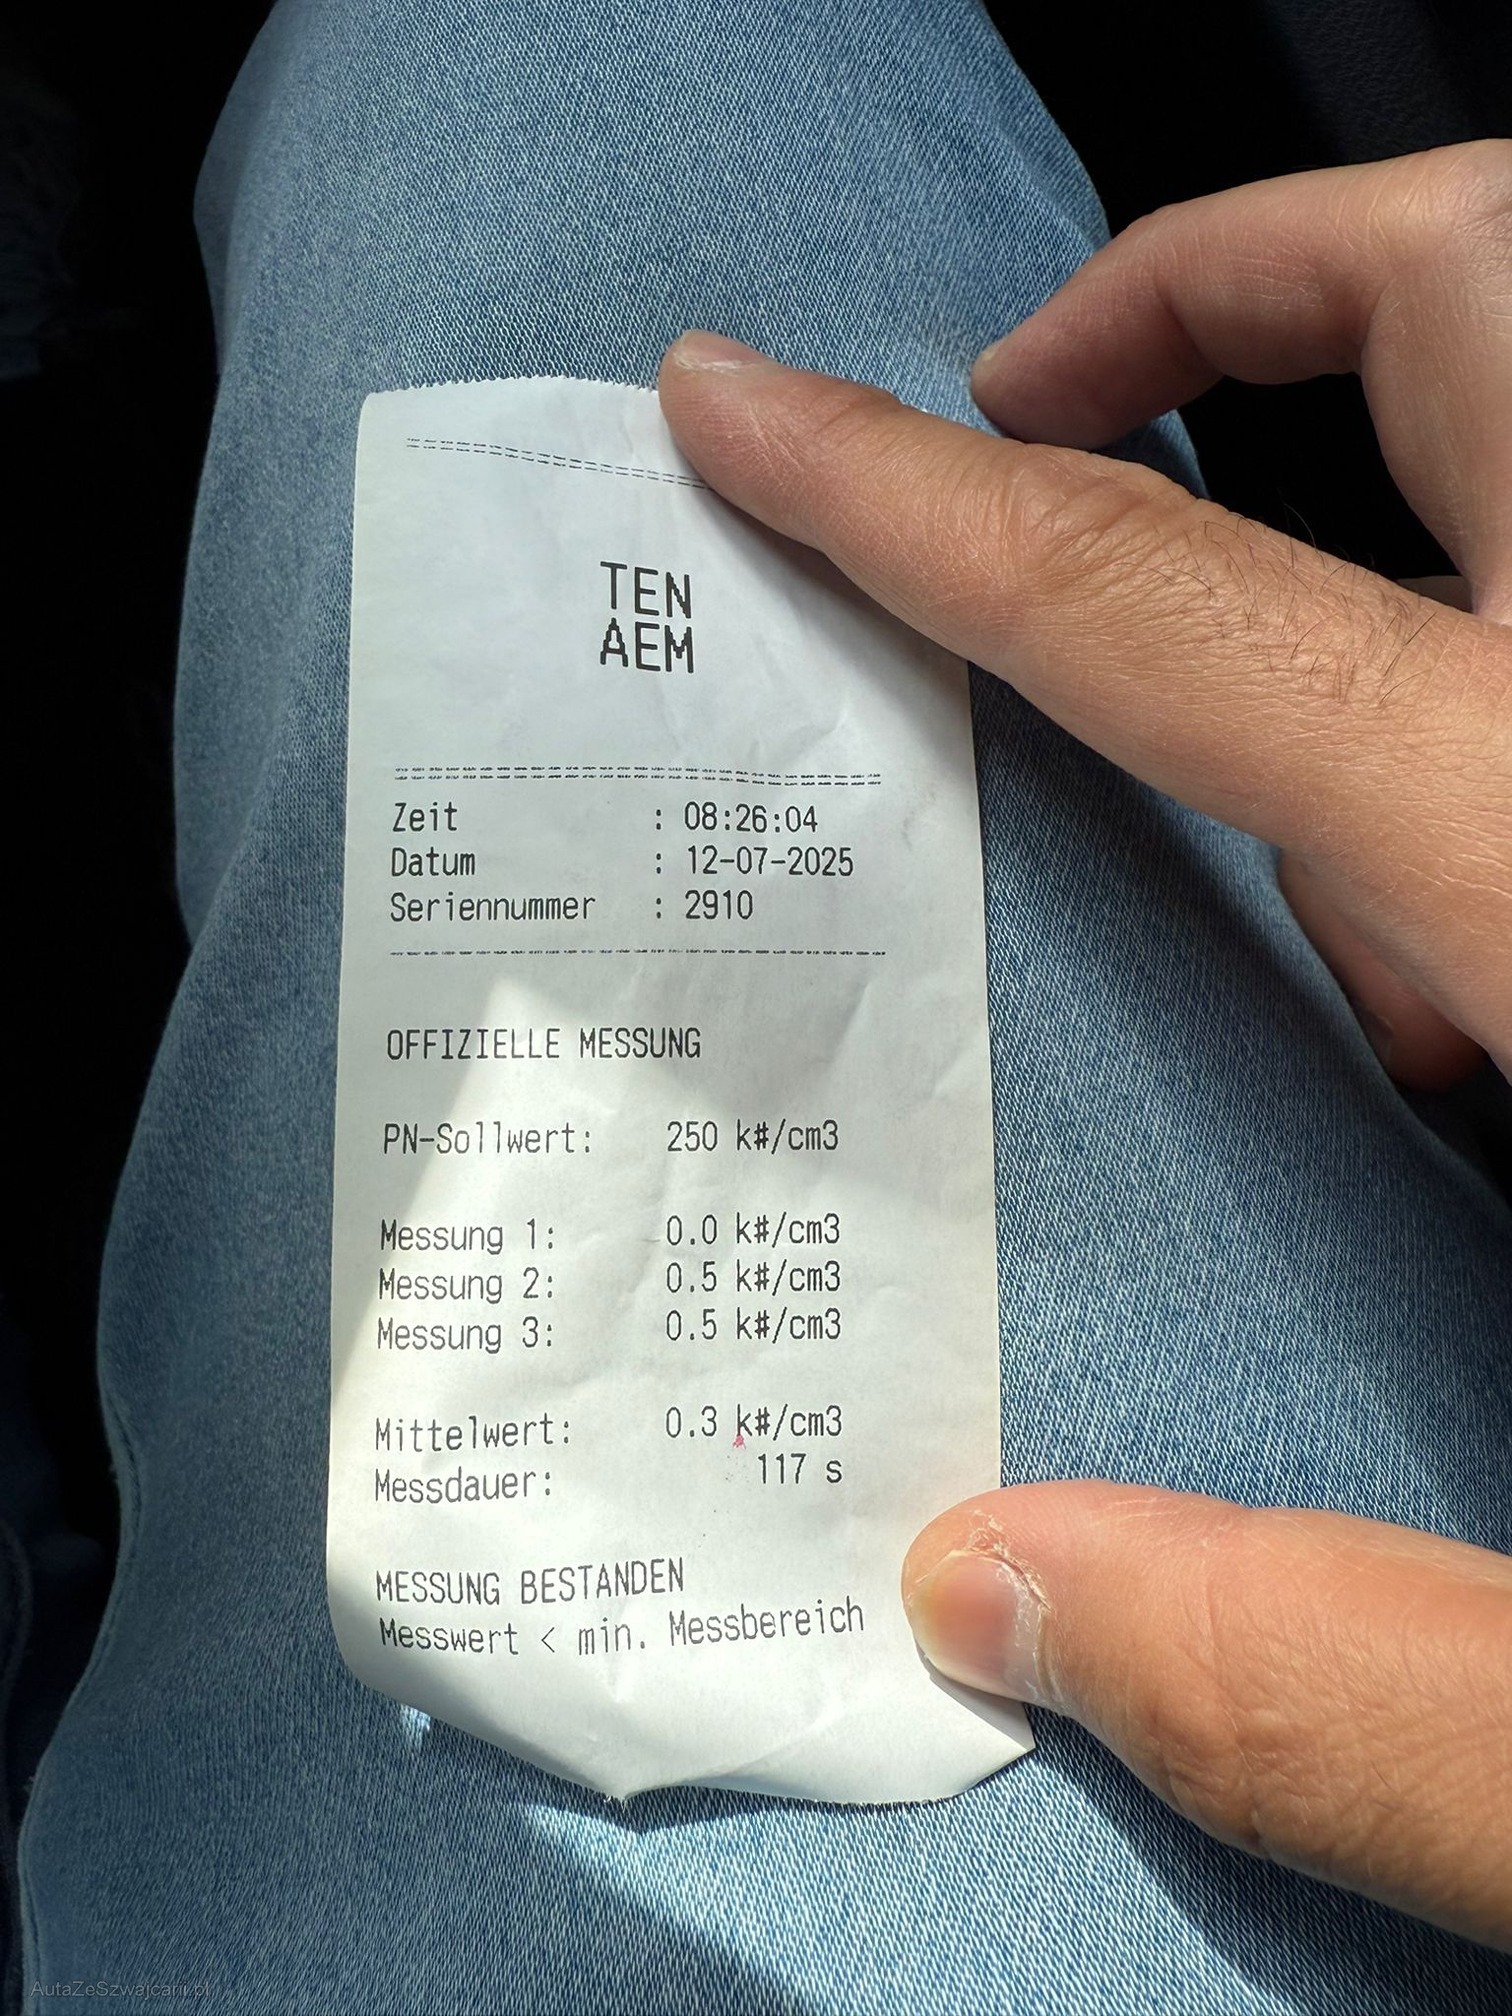 TEN
AEM
Zeit : 08:26:04
Datum : 12-07-2025
Seriennummer : 2910
OFFIZIELLE MESSUNG
PN-Sollwert: 250 k#/cm3
Messung 1: 0.0 k#/cm3
Messung 2: 0.5 k#/cm3
Messung 3: 0.5 k#/cm3
Mittelwert: 0.3 k#/cm3
Messdauer: 117 s
MESSUNG BESTANDEN
Messwert < min. Messbereich
AutaZeSzwajcarii.pl